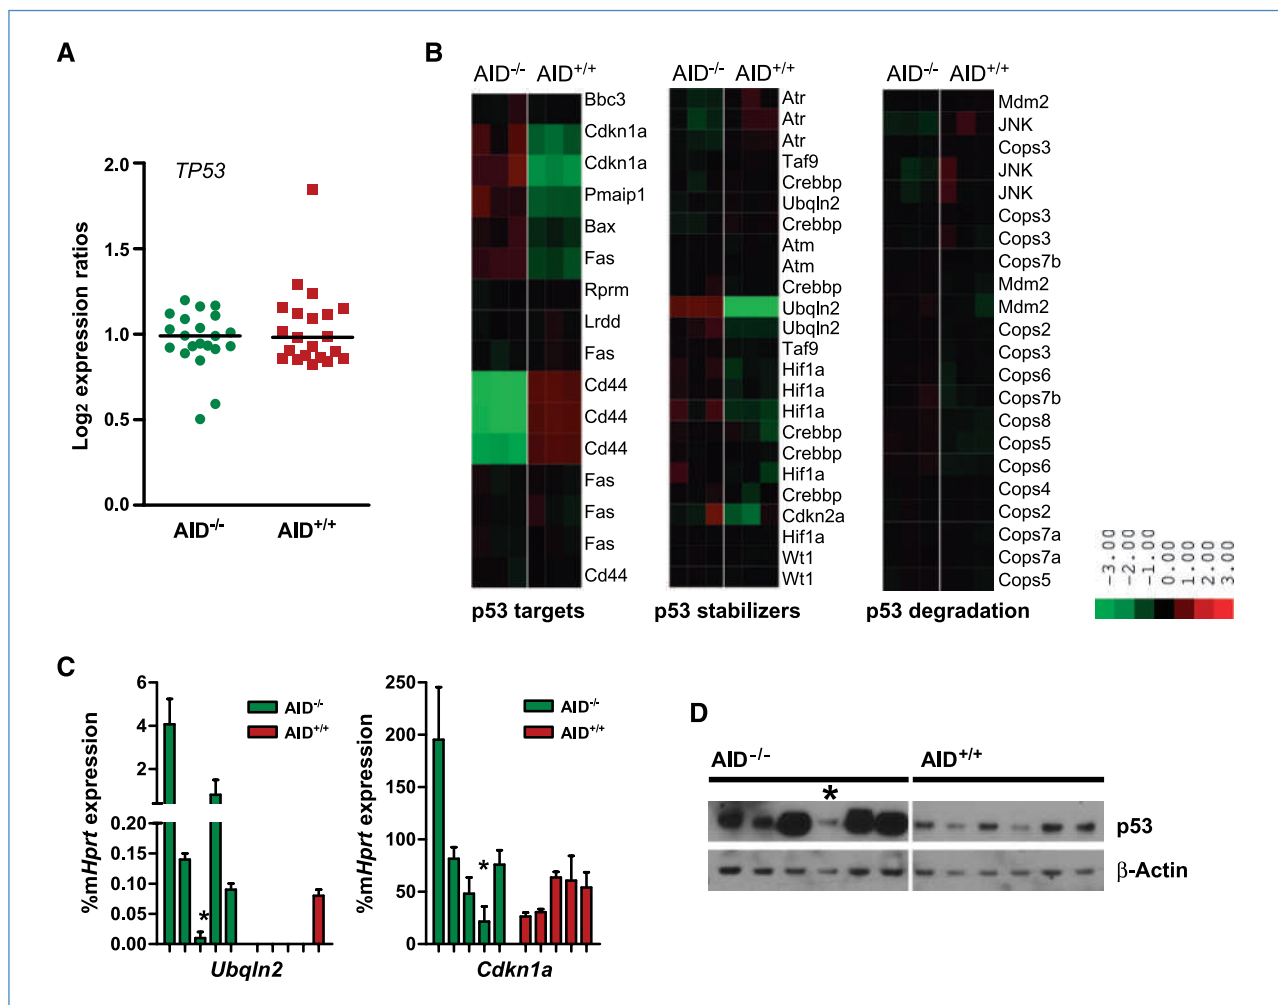 A
TP53
Log2 expression ratios
2.0
1.5
1.0
0.5
0.0
AID-/-
AID+/+
B
AID-/-
AID+/+
Bbc3
Cdkn1a
Cdkn1a
Pmaip1
Bax
Fas
Rprm
Lrdd
Fas
Cd44
Cd44
Cd44
Fas
Fas
Fas
Cd44
p53 targets
AID-/-
AID+/+
Atr
Atr
Atr
Taf9
Crebbp
Ubqln2
Crebbp
Atm
Atm
Crebbp
Ubqln2
Ubqln2
Taf9
Hif1a
Hif1a
Hif1a
Crebbp
Crebbp
Hif1a
Crebbp
Cdkn2a
Hif1a
Wt1
Wt1
p53 stabilizers
AID-/-
AID+/+
Mdm2
JNK
Cops3
JNK
JNK
Cops3
Cops3
Cops7b
Mdm2
Mdm2
Cops2
Cops3
Cops6
Cops7b
Cops8
Cops5
Cops6
Cops4
Cops2
Cops7a
Cops7a
Cops5
p53 degradation
-3.00
-2.00
-1.00
0.00
1.00
2.00
3.00
C
%mHprt expression
6
4
2
0.20
0.15
0.10
0.05
0.00
*
AID-/-
AID+/+
Ubqln2
%mHprt expression
250
200
150
100
50
0
*
AID-/-
AID+/+
Cdkn1a
D
AID-/-
AID+/+
*
p53
β-Actin